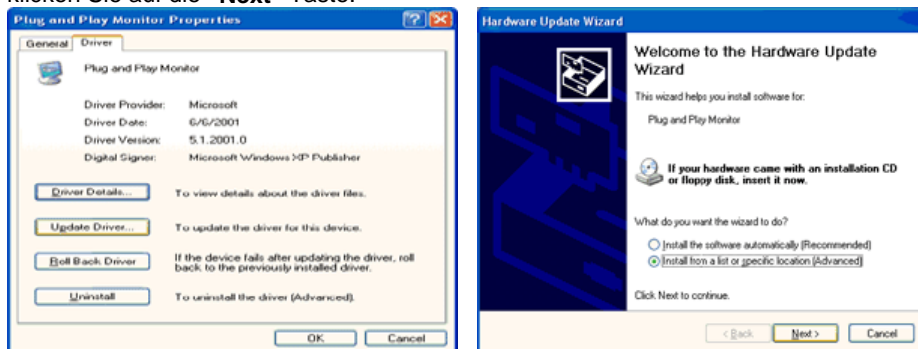 klicken Sie auf die "Next"-Taste.
Plug and Play Monitor Properties
General Driver
Plug and Play Monitor
Driver Provider: Microsoft
Driver Date: 6/6/2001
Driver Version: 5.1.2001.0
Digital Signer: Microsoft Windows XP Publisher
Driver Details... To view details about the driver files.
Update Driver... To update the driver for this device.
Roll Back Driver If the device fails after updating the driver, roll
back to the previously installed driver.
Uninstall To uninstall the driver (Advanced).
OK Cancel
Hardware Update Wizard
Welcome to the Hardware Update
Wizard
This wizard helps you install software for:
Plug and Play Monitor
If your hardware came with an installation CD
or floppy disk, insert it now.
What do you want the wizard to do?
Install the software automatically (Recommended)
Install from a list or specific location (Advanced)
Click Next to continue.
< Back Next > Cancel